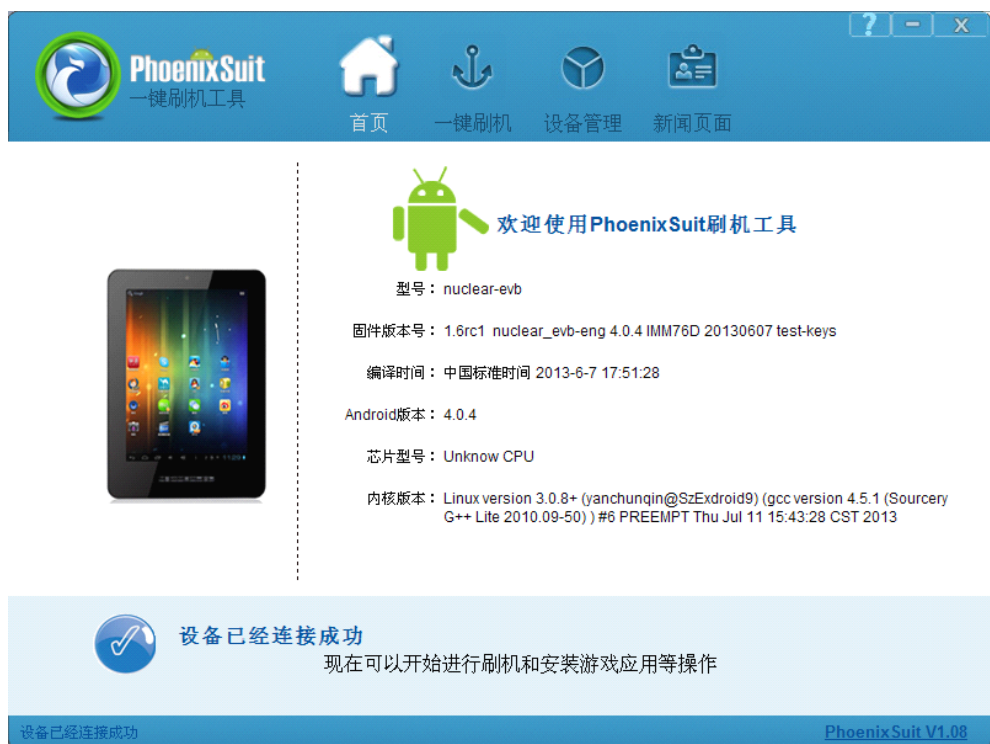 ? — X
PhoenixSuit
一键刷机工具
首页 一键刷机 设备管理 新闻页面
欢迎使用PhoenixSuit刷机工具
型号： nuclear-evb
固件版本号： 1.6rc1 nuclear_evb-eng 4.0.4 IMM76D 20130607 test-keys
编译时间： 中国标准时间 2013-6-7 17:51:28
Android版本： 4.0.4
芯片型号： Unknow CPU
内核版本： Linux version 3.0.8+ (yanchunqin@SzExdroid9) (gcc version 4.5.1 (Sourcery
G++ Lite 2010.09-50) ) #6 PREEMPT Thu Jul 11 15:43:28 CST 2013
设备已经连接成功
现在可以开始进行刷机和安装游戏应用等操作
设备已经连接成功 PhoenixSuit V1.08